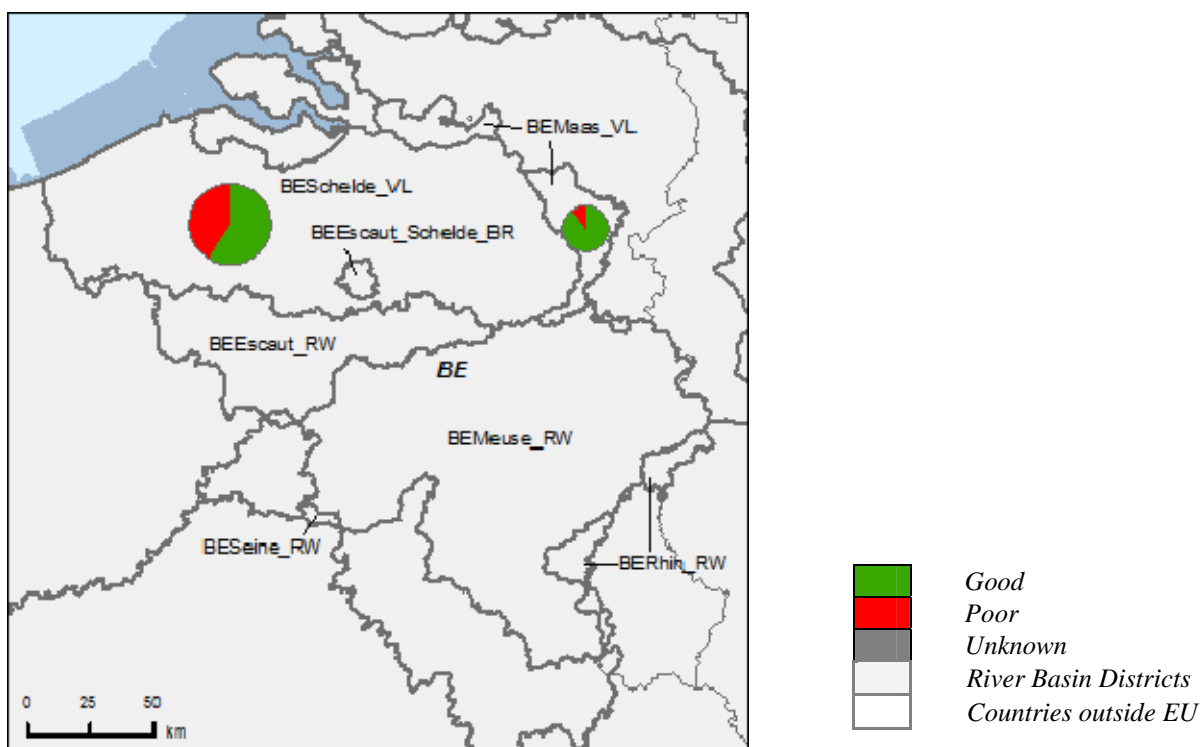 BEMaas_VL
BESchelde_VL
BEEscaut_Schelde_BR
BEEscaut_RW
BE
BEMeuse_RW
BESeine_RW
BERhin_RW
0 25 50
km
Good
Poor
Unknown
River Basin Districts
Countries outside EU